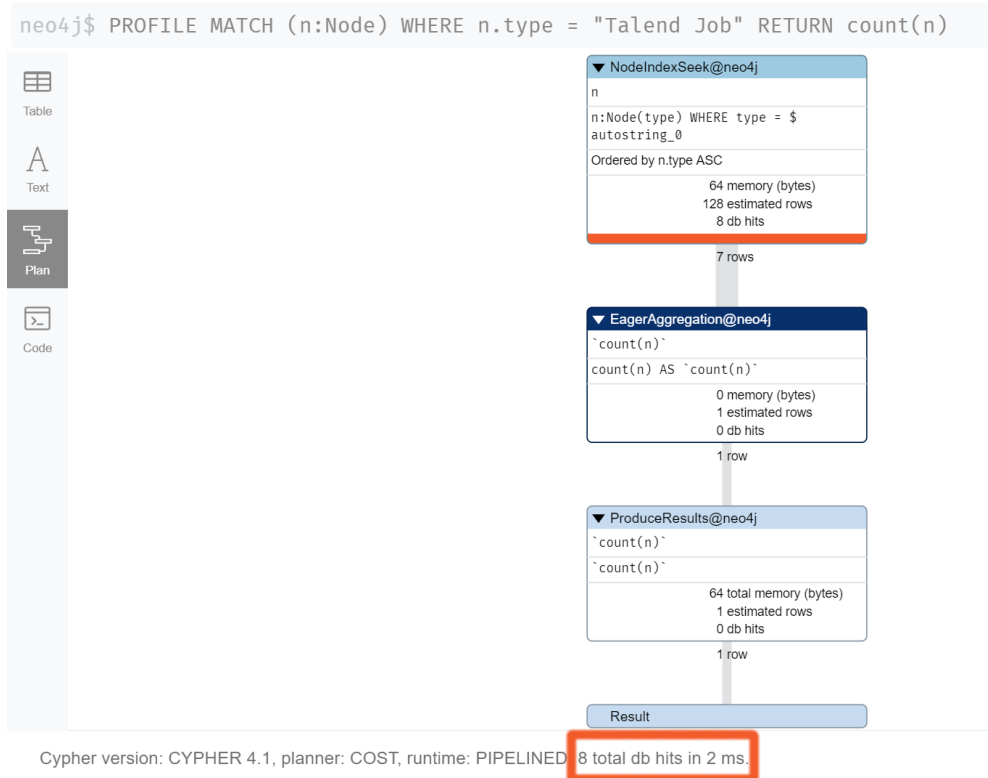 neo4j$ PROFILE MATCH (n:Node) WHERE n.type = "Talend Job" RETURN count(n)
Table
Text
Plan
Code
NodeIndexSeek@neo4j
n
n:Node(type) WHERE type = $
autostring_0
Ordered by n.type ASC
64 memory (bytes)
128 estimated rows
8 db hits
7 rows
EagerAggregation@neo4j
`count(n)`
count(n) AS `count(n)`
0 memory (bytes)
1 estimated rows
0 db hits
1 row
ProduceResults@neo4j
`count(n)`
`count(n)`
64 total memory (bytes)
1 estimated rows
0 db hits
1 row
Result
Cypher version: CYPHER 4.1, planner: COST, runtime: PIPELINED 8 total db hits in 2 ms.